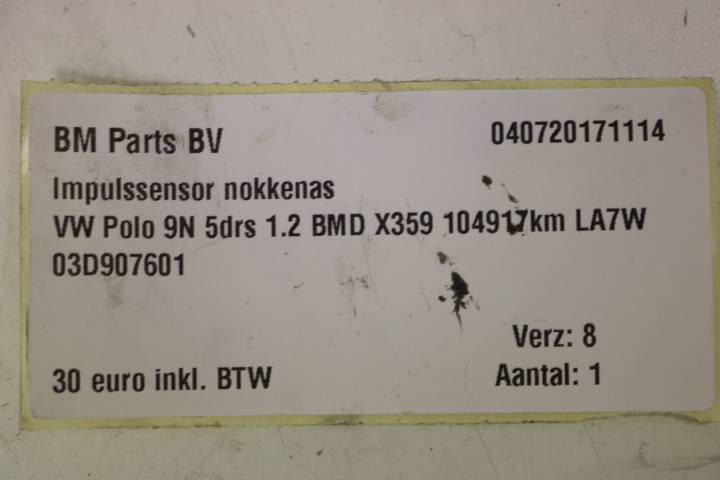 BM Parts BV 040720171114
Impulssensor nokkenas
VW Polo 9N 5drs 1.2 BMD X359 104917km LA7W
03D907601
Verz: 8
30 euro inkl. BTW Aantal: 1